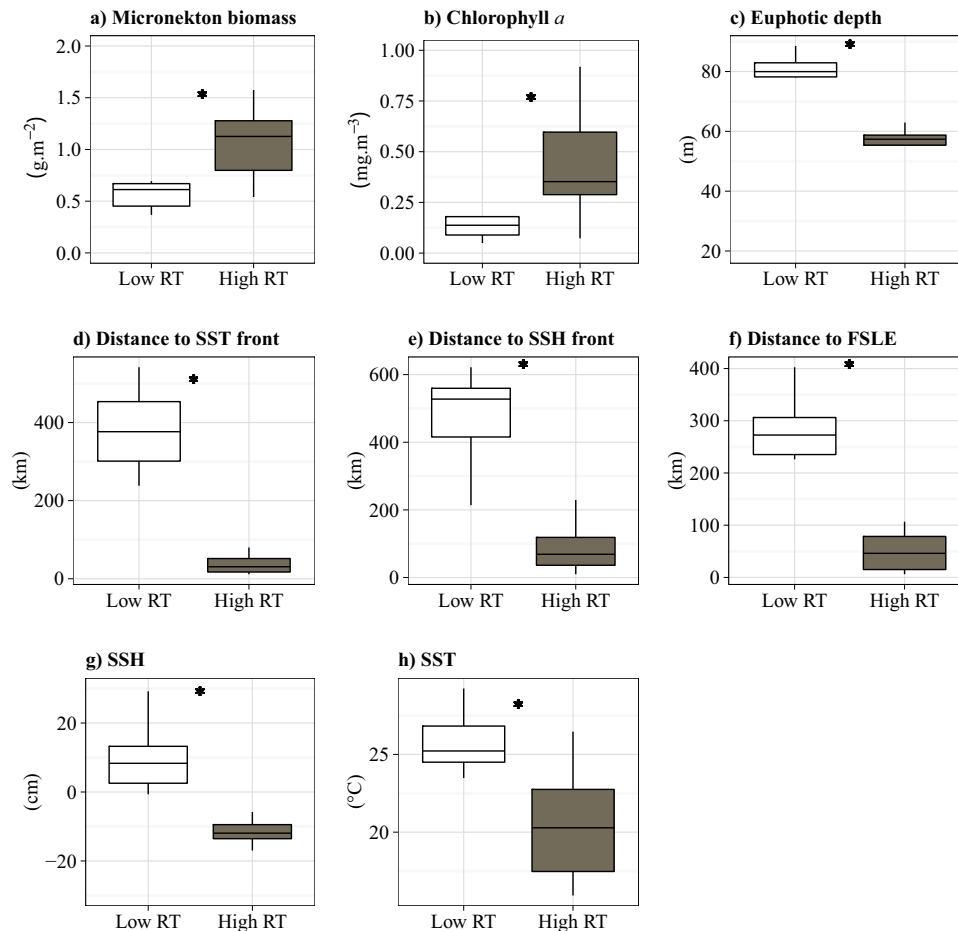 a) Micronekton biomass
(g.m−2)
2.0
1.5
1.0
0.5
0.0
Low RT High RT
b) Chlorophyll a
(mg.m−3)
1.00
0.75
0.50
0.25
0.00
Low RT High RT
c) Euphotic depth
(m)
80
60
40
20
Low RT High RT
d) Distance to SST front
(km)
400
200
0
Low RT High RT
e) Distance to SSH front
(km)
600
400
200
0
Low RT High RT
f) Distance to FSLE
(km)
400
300
200
100
0
Low RT High RT
g) SSH
(cm)
20
0
−20
Low RT High RT
h) SST
(°C)
25
20
Low RT High RT